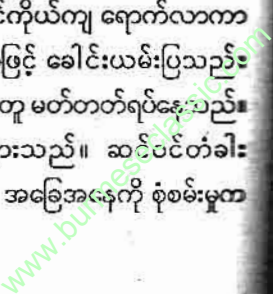 င်ကိုယ်ကျ ရောက်လာကာ
ဖြင့် ခေါင်းယမ်းပြသည်။
တူ မတ်တတ်ရပ်နေသည်။
ားသည်။ ဆင်ဝင်တံခါး
အခြေအနေကို စုံစမ်းမှုက
www.burmeseclassic.com